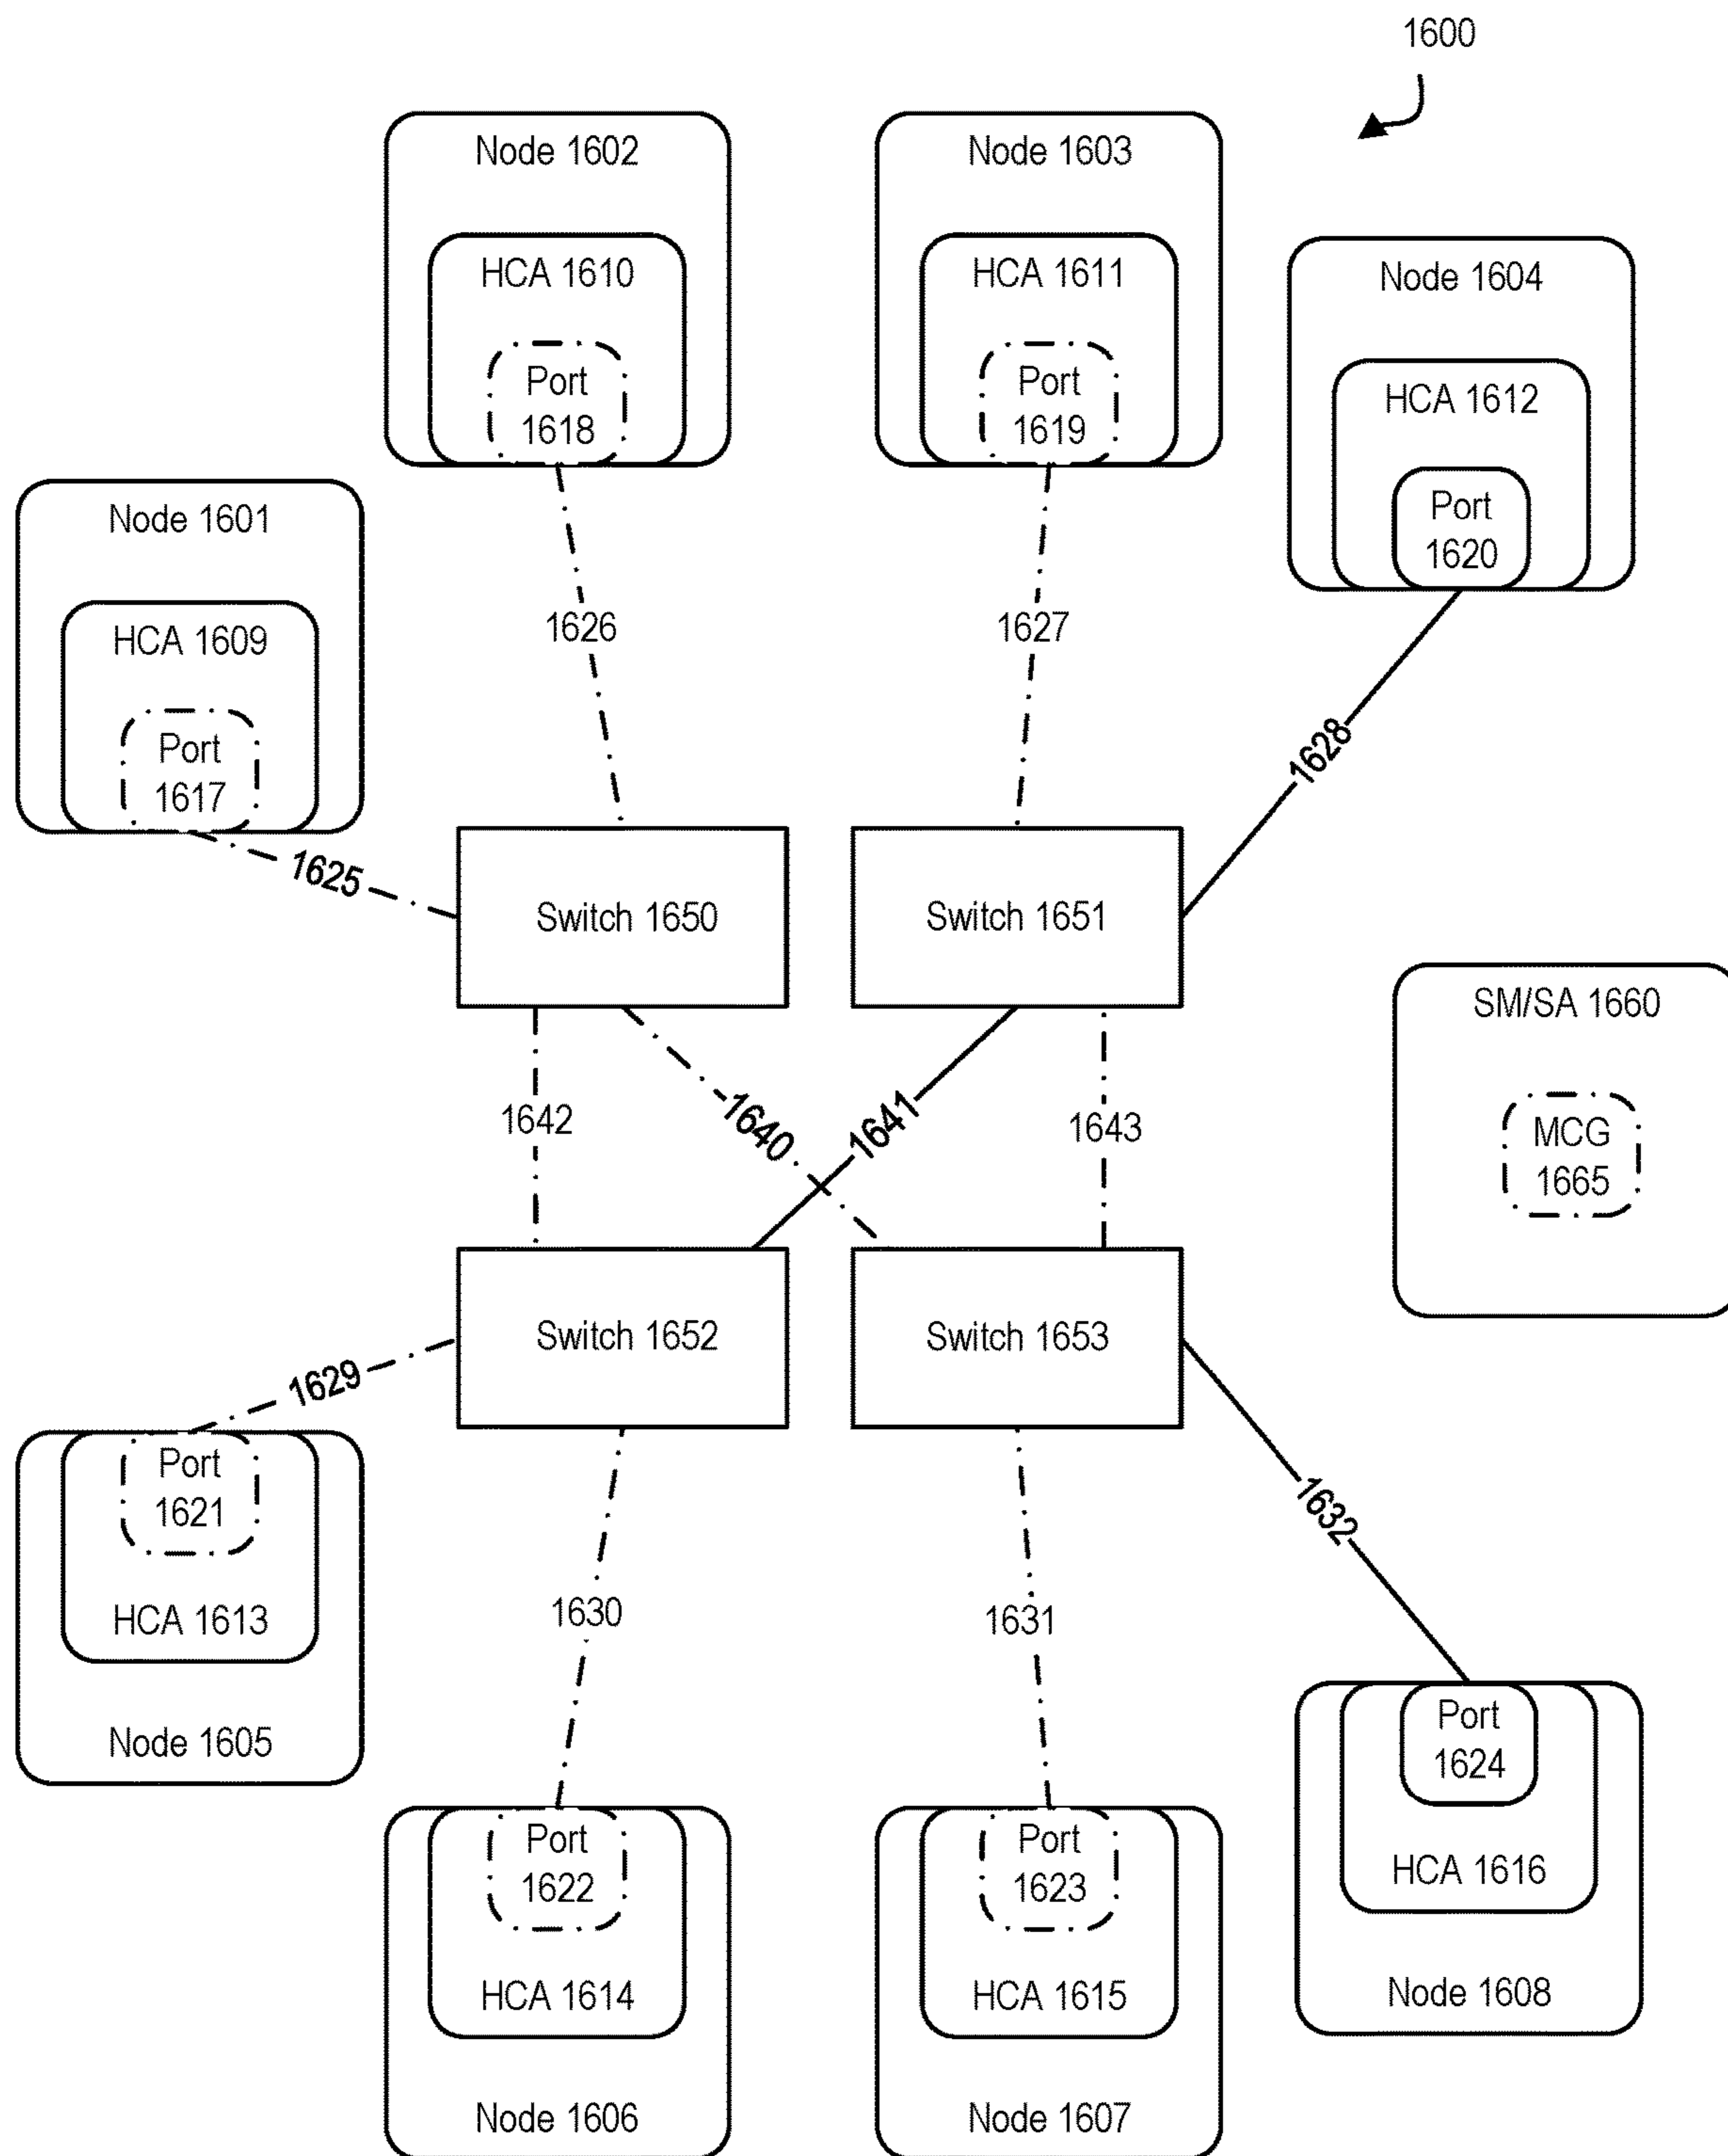 1600
Node 1602
HCA 1610
Port
1618
Node 1603
HCA 1611
Port
1619
Node 1604
HCA 1612
Port
1620
Node 1601
HCA 1609
Port
1617
1626
1627
1628
1625
Switch 1650
Switch 1651
SM/SA 1660
MCG
1665
1642
1640
1641
1643
Switch 1652
Switch 1653
1629
1632
Port
1621
HCA 1613
Node 1605
1630
1631
Port
1622
HCA 1614
Node 1606
Port
1623
HCA 1615
Node 1607
Port
1624
HCA 1616
Node 1608